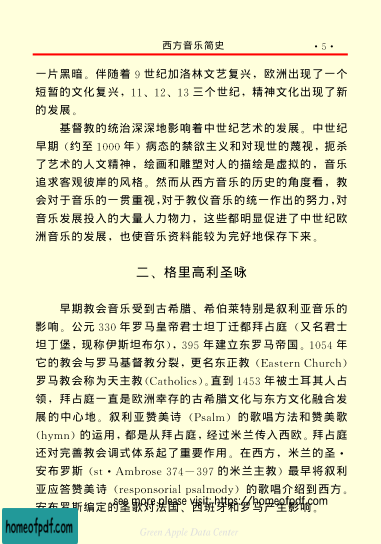 西方音乐简史 ·5·
一片黑暗。伴随着 9 世纪加洛林文艺复兴，欧洲出现了一个
短暂的文化复兴，11、12、13 三个世纪，精神文化出现了新
的发展。
基督教的统治深深地影响着中世纪艺术的发展。中世纪
早期（约至 1000 年）病态的禁欲主义和对现世的蔑视，扼杀
了艺术的人文精神，绘画和雕塑对人的描绘是虚拟的，音乐
追求客观彼岸的风格。然而从西方音乐的历史的角度看，教
会对于音乐的一贯重视，对于教仪音乐的统一作出的努力，对
音乐发展投入的大量人力物力，这些都明显促进了中世纪欧
洲音乐的发展，也使音乐资料能较为完好地保存下来。
二、格里高利圣咏
早期教会音乐受到古希腊、希伯莱特别是叙利亚音乐的
影响。公元 330 年罗马皇帝君士坦丁迁都拜占庭（又名君士
坦丁堡，现称伊斯坦布尔），395 年建立东罗马帝国。1054 年
它的教会与罗马基督教分裂，更名东正教（Eastern Church）
罗马教会称为天主教（Catholics）。直到 1453 年被土耳其人占
领，拜占庭一直是欧洲幸存的古希腊文化与东方文化融合发
展的中心地。叙利亚赞美诗（Psalm）的歌唱方法和赞美歌
(hymn) 的运用，都是从拜占庭，经过米兰传入西欧。拜占庭
还对完善教会调式体系起了重要作用。在西方，米兰的圣·
安布罗斯（st·Ambrose 374—397 的米兰主教）最早将叙利
亚应答赞美诗（responsorial psalmody）的歌唱介绍到西方。
安布罗斯编定的圣歌对法国、西班牙和罗马产生影响。
see more please visit: https://homeofpdf.com
homeofpdf.com
Green Apple Data Center